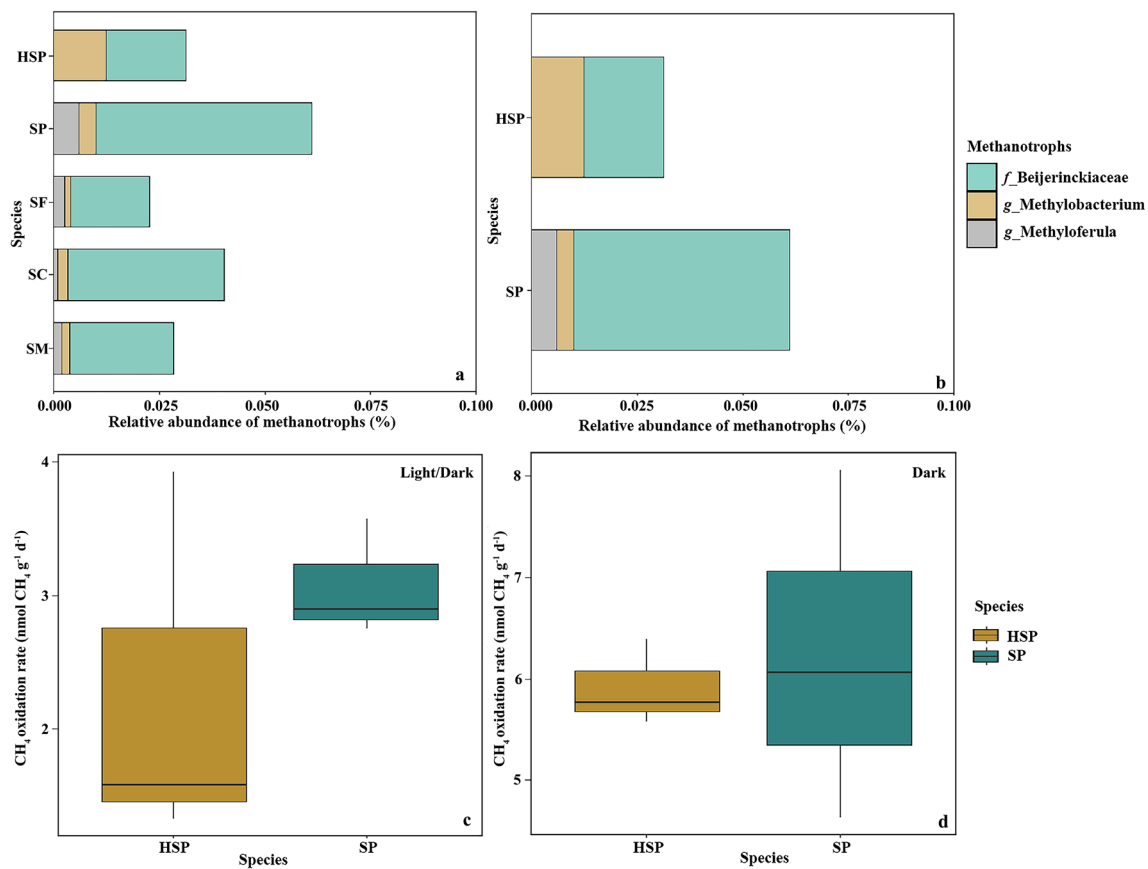 HSP
SP
SF
SC
SM
Species
a
0.000 0.025 0.050 0.075 0.100
Relative abundance of methanotrophs (%)
HSP
SP
Species
b
0.000 0.025 0.050 0.075 0.100
Relative abundance of methanotrophs (%)
Methanotrophs
f_Beijerinckiaceae
g_Methylobacterium
g_Methyloferula
Light/Dark
4
3
2
CH₄ oxidation rate (nmol CH₄ g⁻¹ d⁻¹)
c
HSP SP
Species
Dark
8
7
6
5
CH₄ oxidation rate (nmol CH₄ g⁻¹ d⁻¹)
d
HSP SP
Species
Species
HSP
SP